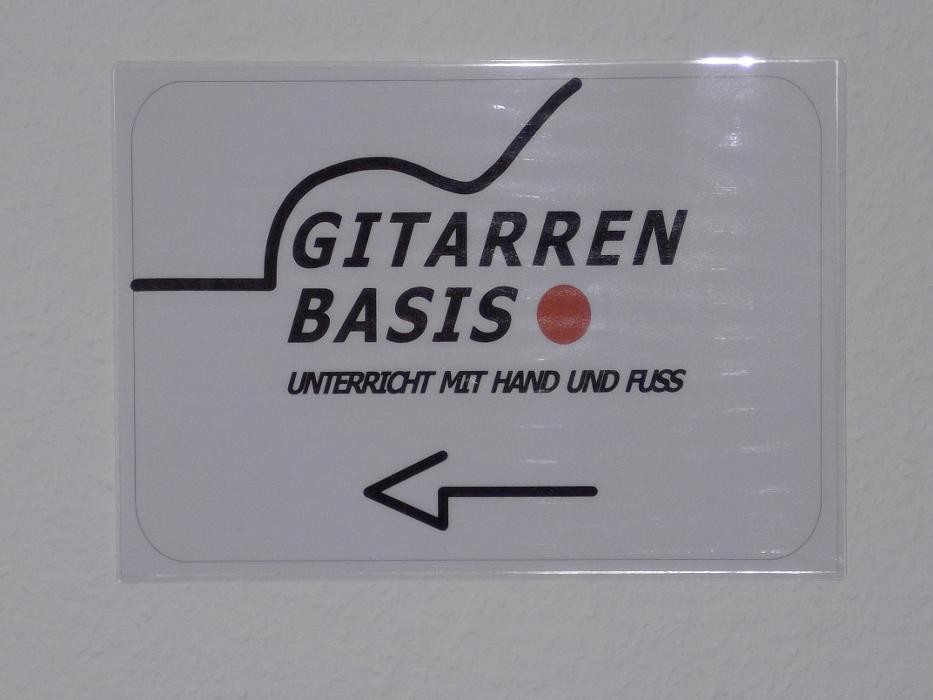 GITARREN
BASIS
UNTERRICHT MIT HAND UND FUSS